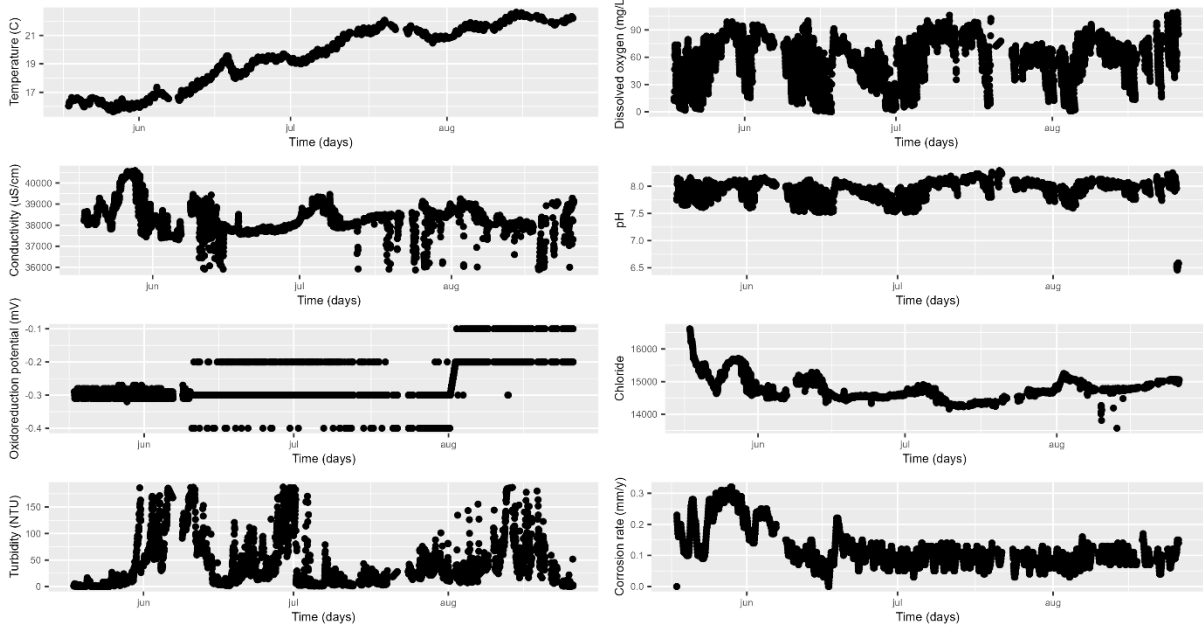 Temperature (C)
21
19
17
jun
jul
aug
Time (days)
Dissolved oxygen (mg/L
90
60
30
0
jun
jul
aug
Time (days)
Conductivity (uS/cm)
40000
39000
38000
37000
36000
jun
jul
aug
Time (days)
pH
8.0
7.5
7.0
6.5
jun
jul
aug
Time (days)
Oxidoreduction potential (mV)
-0.1
-0.2
-0.3
-0.4
jun
jul
aug
Time (days)
Chloride
16000
15000
14000
jun
jul
aug
Time (days)
Turbidity (NTU)
150
100
50
0
jun
jul
aug
Time (days)
Corrosion rate (mm/y)
0.3
0.2
0.1
0.0
jun
jul
aug
Time (days)